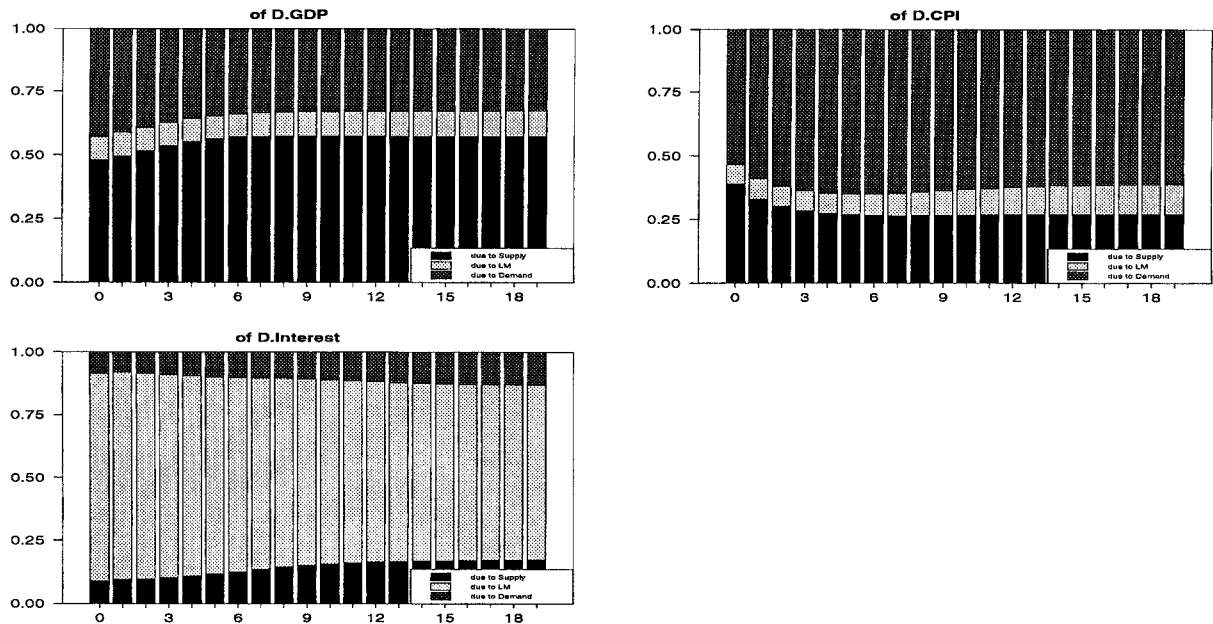 of D.GDP
1.00
0.75
0.50
0.25
0.00
0 3 6 9 12 15 18
due to Supply
due to LM
due to Demand
of D.CPI
1.00
0.75
0.50
0.25
0.00
0 3 6 9 12 15 18
due to Supply
due to LM
due to Demand
of D.Interest
1.00
0.75
0.50
0.25
0.00
0 3 6 9 12 15 18
due to Supply
due to LM
due to Demand